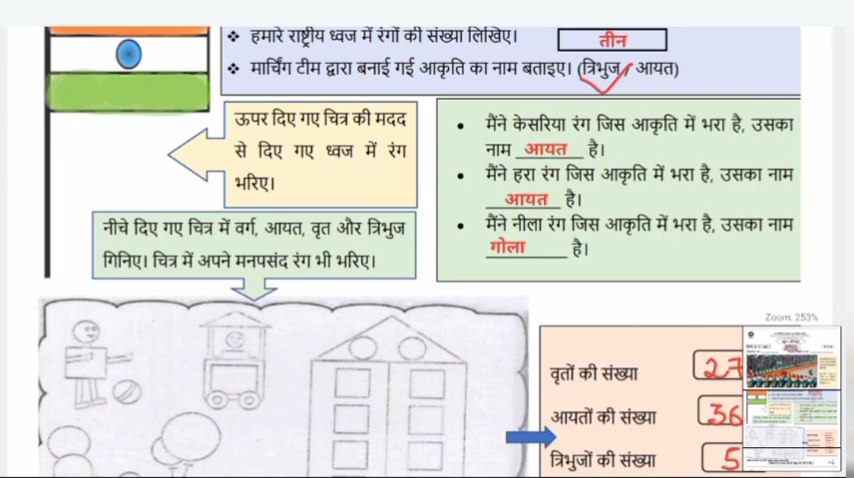 ❖ हमारे राष्ट्रीय ध्वज में रंगों की संख्या लिखिए। तीन
❖ मार्चिंग टीम द्वारा बनाई गई आकृति का नाम बताइए। (त्रिभुज / आयत)
ऊपर दिए गए चित्र की मदद
से दिए गए ध्वज में रंग
भरिए।
• मैंने केसरिया रंग जिस आकृति में भरा है, उसका
नाम आयत है।
• मैंने हरा रंग जिस आकृति में भरा है, उसका नाम
आयत है।
• मैंने नीला रंग जिस आकृति में भरा है, उसका नाम
गोला है।
नीचे दिए गए चित्र में वर्ग, आयत, वृत और त्रिभुज
गिनिए। चित्र में अपने मनपसंद रंग भी भरिए।
Zoom: 253%
वृतों की संख्या 27
आयतों की संख्या 36
त्रिभुजों की संख्या 5